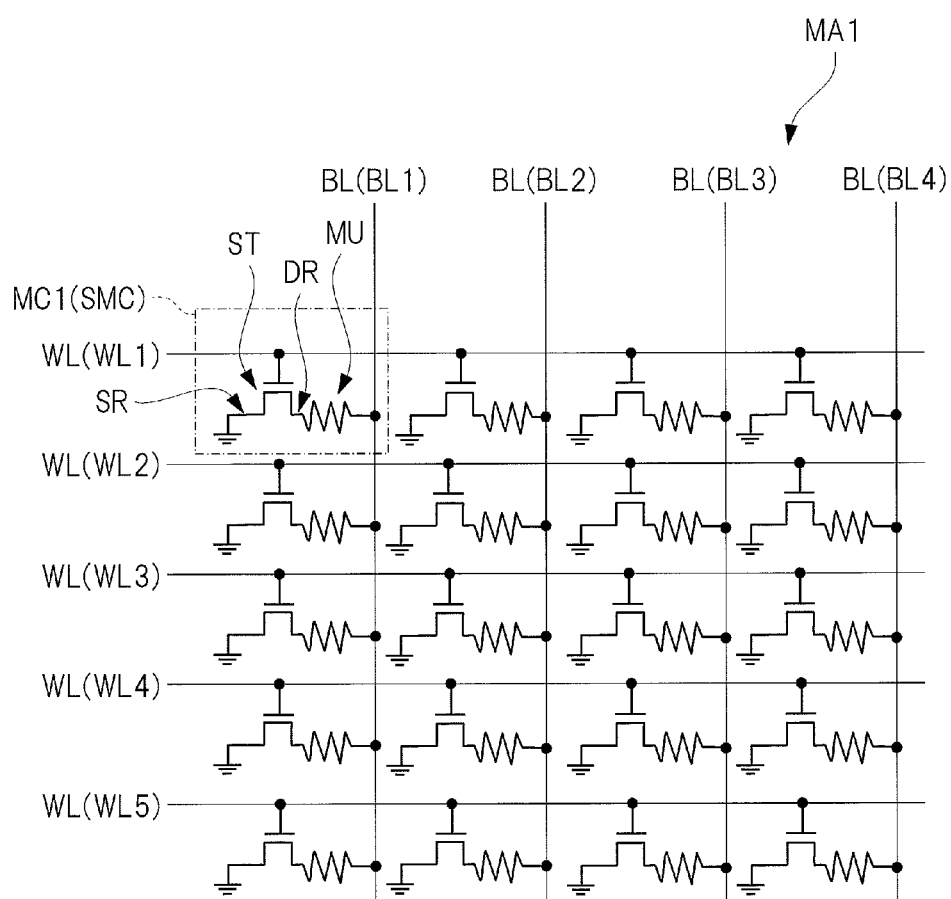 MA1
BL(BL1) BL(BL2) BL(BL3) BL(BL4)
ST MU
DR
MC1(SMC)
WL(WL1)
SR
WL(WL2)
WL(WL3)
WL(WL4)
WL(WL5)